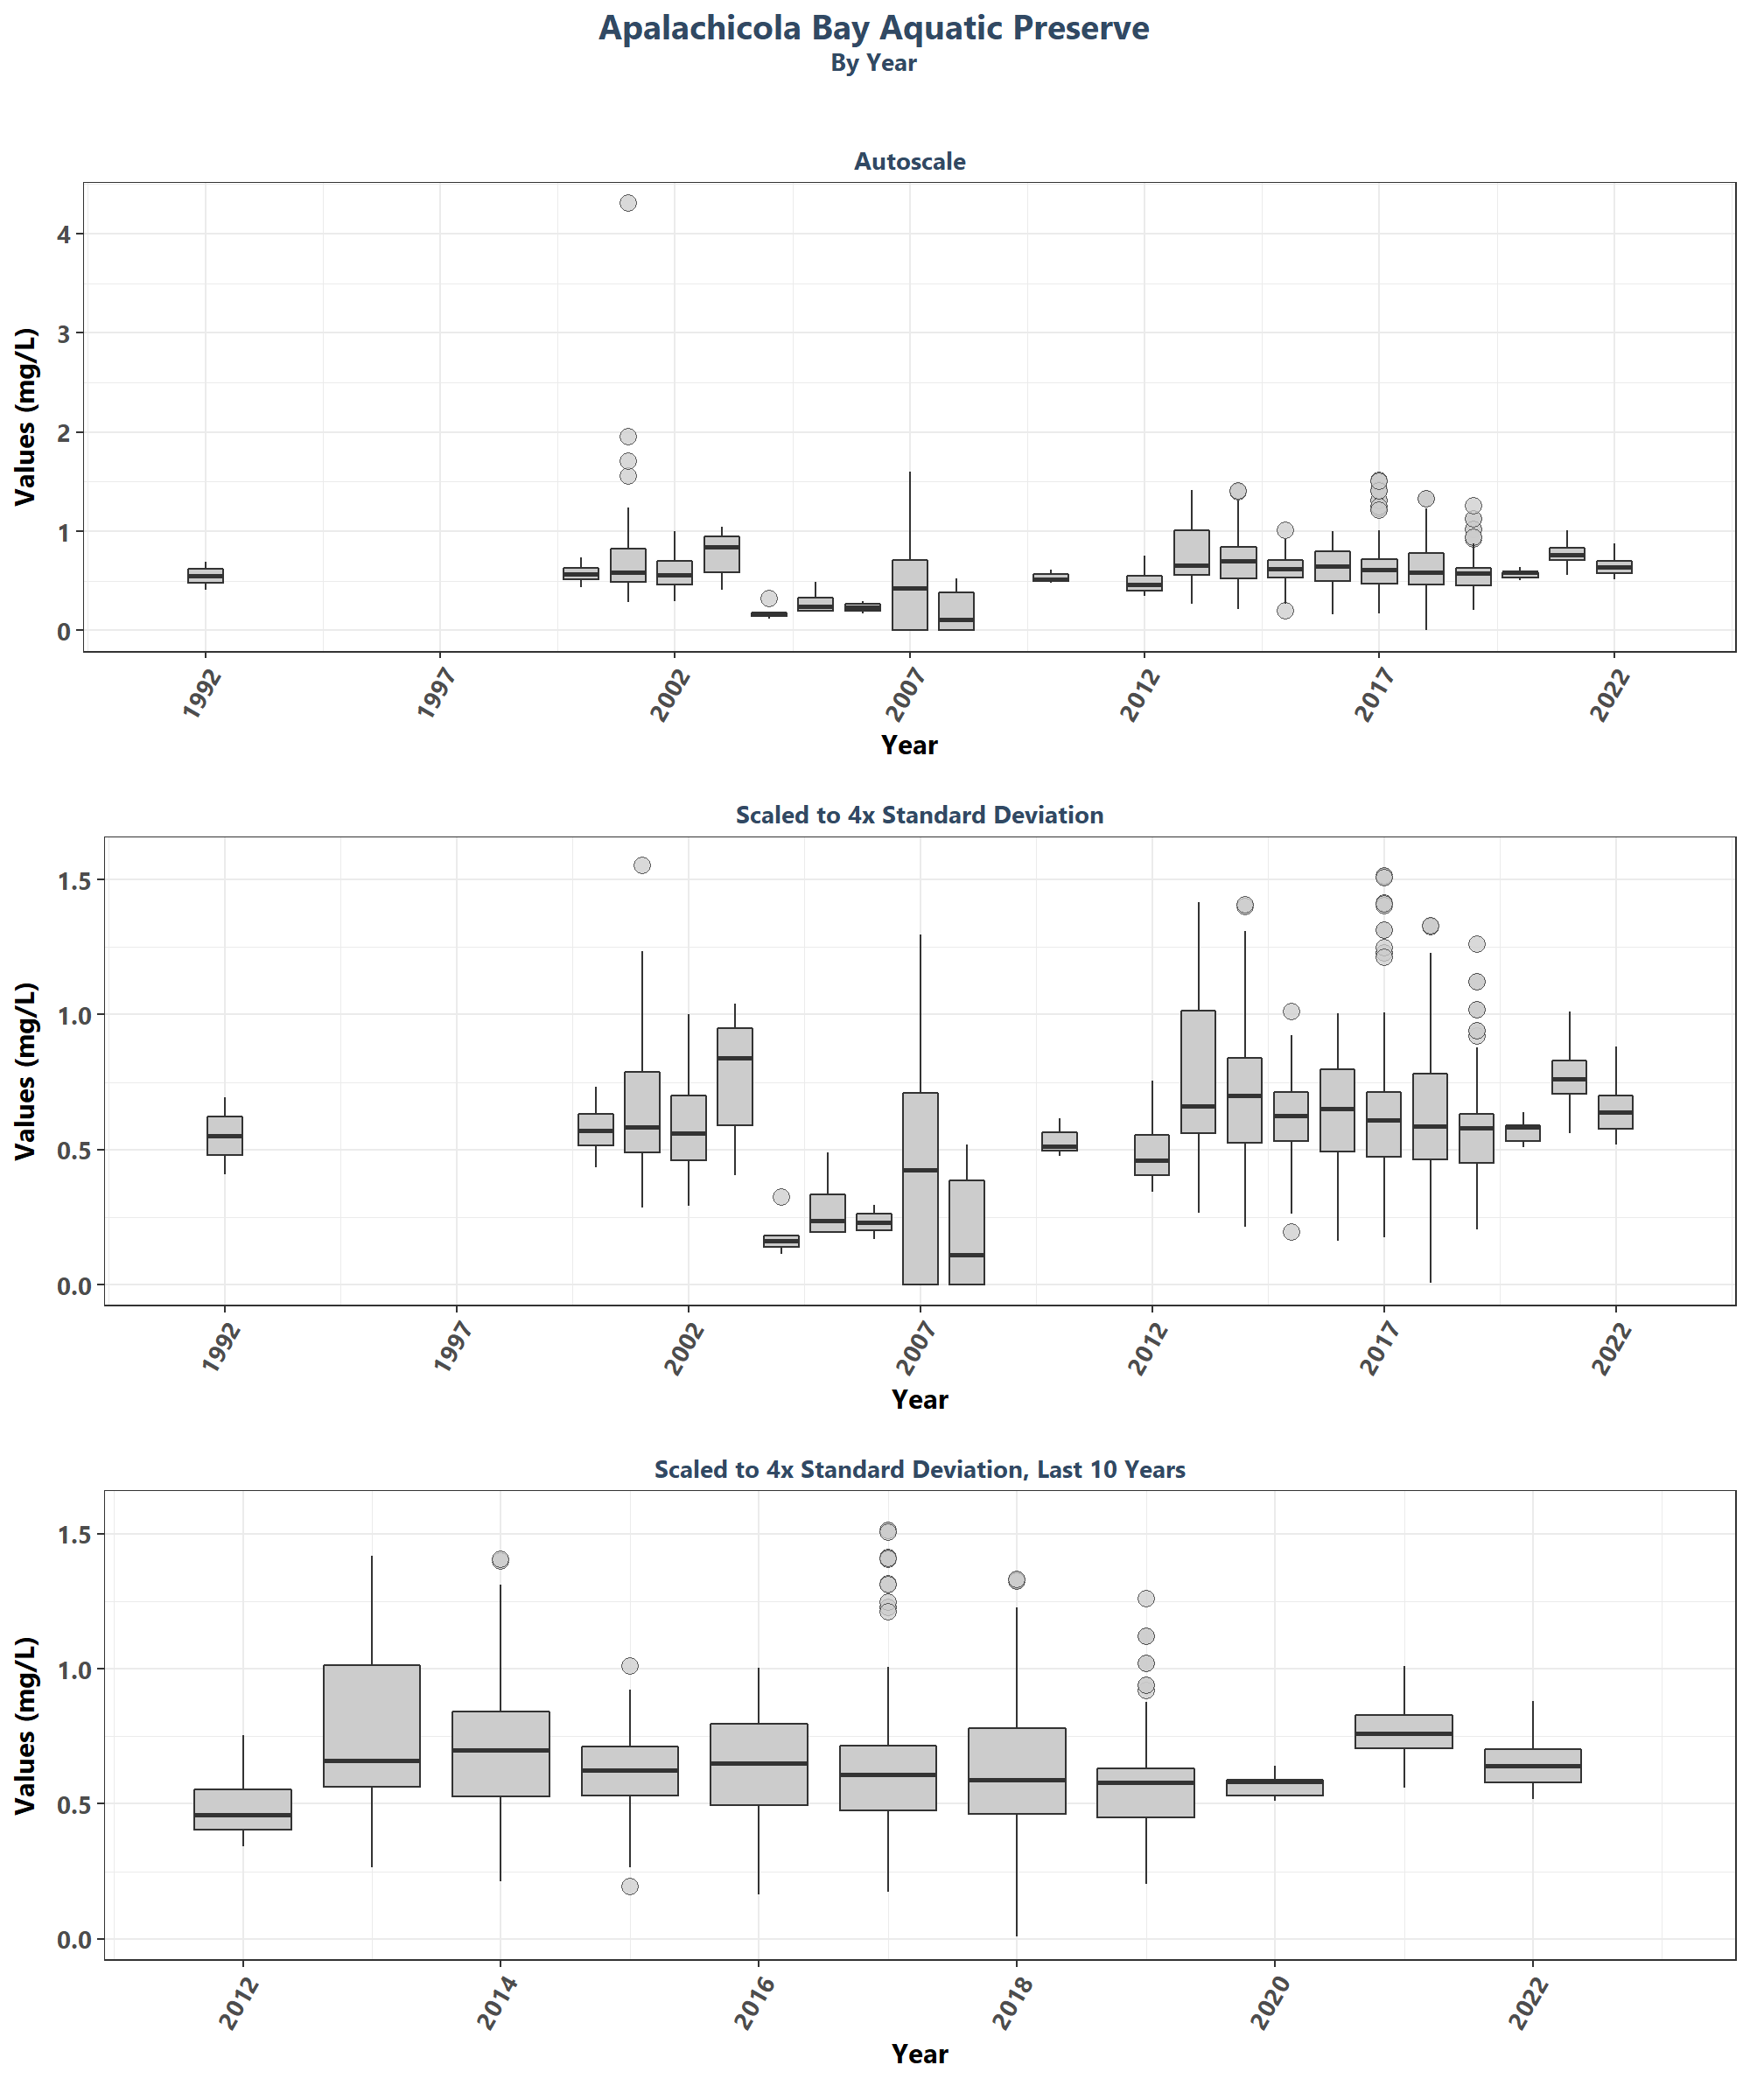 Apalachicola Bay Aquatic Preserve
By Year
Autoscale
Values (mg/L)
4
3
2
1
0
1992 1997 2002 2007 2012 2017 2022
Year
Scaled to 4x Standard Deviation
Values (mg/L)
1.5
1.0
0.5
0.0
1992 1997 2002 2007 2012 2017 2022
Year
Scaled to 4x Standard Deviation, Last 10 Years
Values (mg/L)
1.5
1.0
0.5
0.0
2012 2014 2016 2018 2020 2022
Year